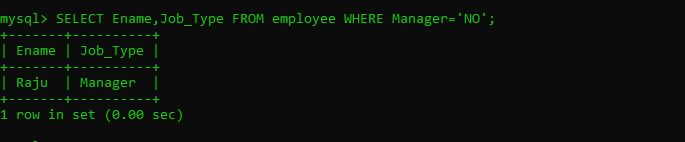 mysql> SELECT Ename,Job_Type FROM employee WHERE Manager='NO';
+-------+----------+
| Ename | Job_Type |
+-------+----------+
| Raju  | Manager  |
+-------+----------+
1 row in set (0.00 sec)